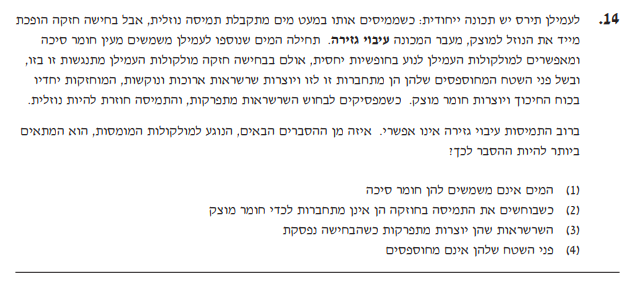 14. לעמילן תירס יש תכונה ייחודית: כשממיסים אותו במעט מים מתקבלת תמיסה נוזלית, אבל בחישה חזקה הופכת
מייד את הנוזל למוצק, מעבר המכונה עיבוי גזירה. תחילה המים שנוספו לעמילן משמשים מעין חומר סיכה
ומאפשרים למולקולות העמילן לנוע בחופשיות יחסית, אולם בבחישה חזקה מולקולות העמילן מתנגשות זו בזו,
ובשל פני השטח המחוספסים שלהן הן מתחברות זו לזו ויוצרות שרשראות ארוכות ונוקשות, המוחזקות יחדיו
בכוח החיכוך ויוצרות חומר מוצק. כשמפסיקים לבחוש השרשראות מתפרקות, והתמיסה חוזרת להיות נוזלית.
ברוב התמיסות עיבוי גזירה אינו אפשרי. איזה מן ההסברים הבאים, הנוגע למולקולות המומסות, הוא המתאים
ביותר להיות ההסבר לכך?
(1) המים אינם משמשים להן חומר סיכה
(2) כשבוחשים את התמיסה בחוזקה הן אינן מתחברות לכדי חומר מוצק
(3) השרשראות שהן יוצרות מתפרקות כשהבחישה נפסקת
(4) פני השטח שלהן אינם מחוספסים